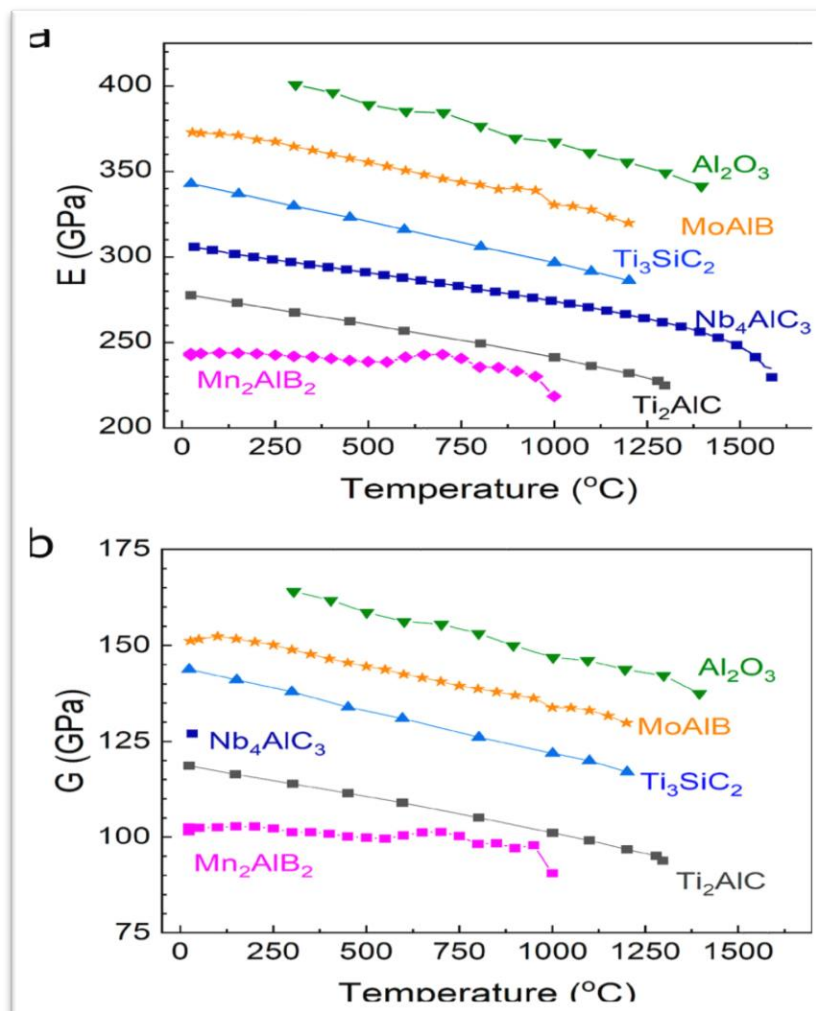 a
400
Al₂O₃
350
MoAlB
E (GPa)
Ti₃SiC₂
300
Nb₄AlC₃
250
Mn₂AlB₂
Ti₂AlC
200
0 250 500 750 1000 1250 1500
Temperature (°C)
b
175
150
Al₂O₃
MoAlB
G (GPa)
125
Nb₄AlC₃
Ti₃SiC₂
100
Mn₂AlB₂
Ti₂AlC
75
0 250 500 750 1000 1250 1500
Temperature (°C)